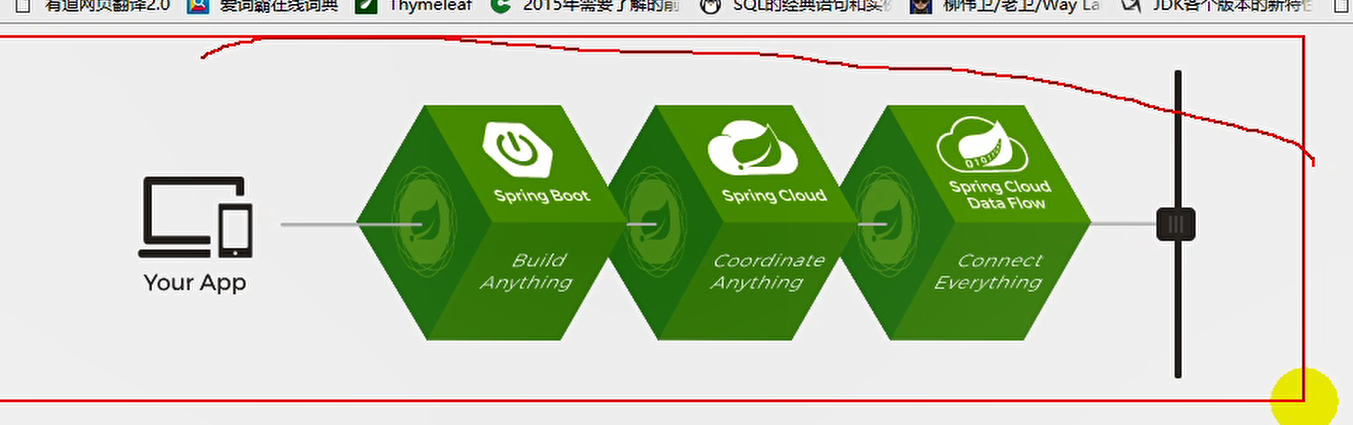 有道网页翻译2.0 爱词霸在线词典 Thymeleaf 2015年需要了解的前 SQL的经典语句和实 柳伟卫/老卫/Way La JDK各个版本的新特性
Spring Boot
Spring Cloud
Spring Cloud
Data Flow
0101
Your App
Build
Anything
Coordinate
Anything
Connect
Everything